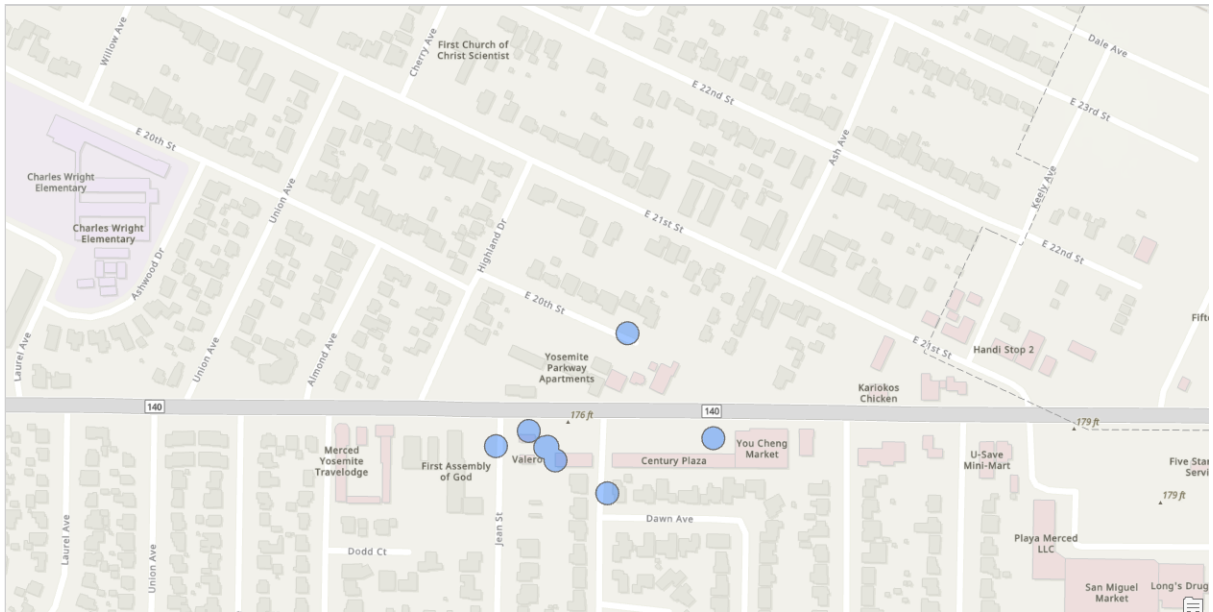 Willow Ave
Cherry Ave
First Church of
Christ Scientist
Dale Ave
E 22nd St
E 23rd St
E 20th St
Ash Ave
Charles Wright
Elementary
Union Ave
Keely Ave
E 21st St
Charles Wright
Elementary
Highland Dr
E 22nd St
Ashwood Dr
E 20th St
Laurel Ave
Union Ave
Almond Ave
E 21st St
Handi Stop 2
Yosemite
Parkway
Apartments
Kariokos
Chicken
140
140
176 ft
179 ft
Merced
Yosemite
Travelodge
First Assembly
of God
Valero
Century Plaza
You Cheng
Market
U-Save
Mini-Mart
Five Star
Servi
179 ft
Laurel Ave
Union Ave
Jean St
Dawn Ave
Dodd Ct
Playa Merced
LLC
San Miguel
Market
Long's Drug